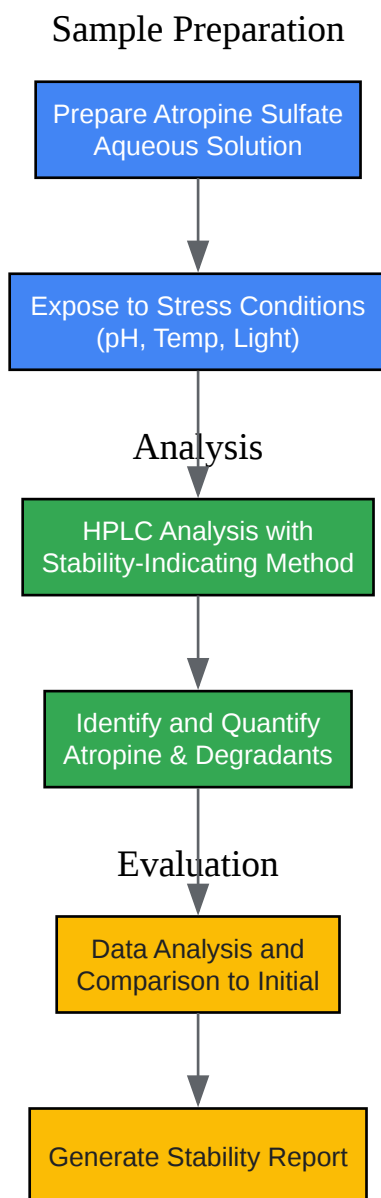 Sample Preparation
Prepare Atropine Sulfate
Aqueous Solution
Expose to Stress Conditions
(pH, Temp, Light)
Analysis
HPLC Analysis with
Stability-Indicating Method
Identify and Quantify
Atropine & Degradants
Evaluation
Data Analysis and
Comparison to Initial
Generate Stability Report